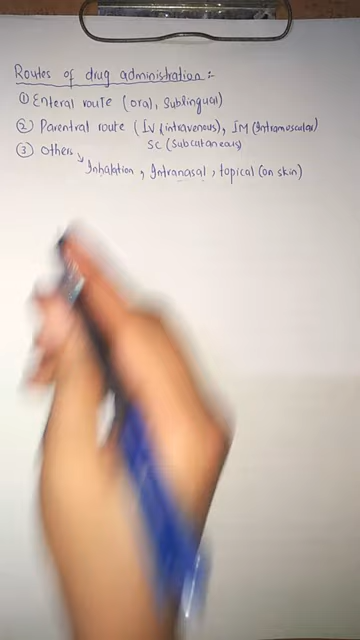 Routes of drug administration :-
① Enteral route (oral, Sublingual)
② Parentral route (IV (intravenous), IM (Intramuscular)
SC (Subcataneous)
③ Others
Inhalation, Intranasal, topical (on skin)